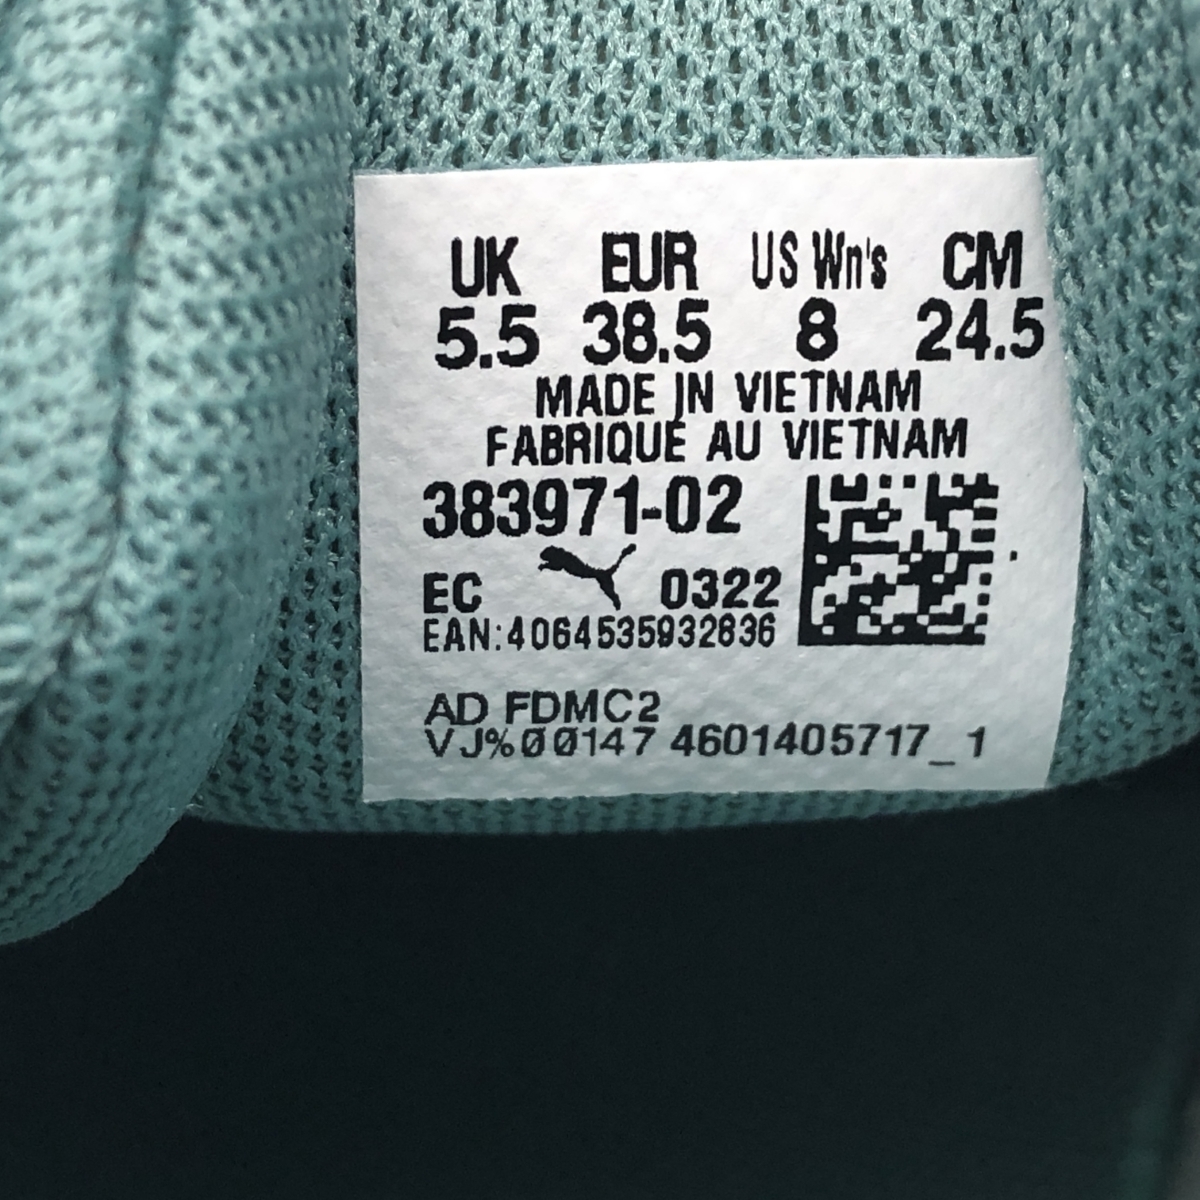 UK EUR US Wn's CM
5.5 38.5 8 24.5
MADE IN VIETNAM
FABRIQUÉ AU VIETNAM
383971-02
EC 0322
EAN:4064535932836
AD FDMC2
VJ%00147 4601405717_1